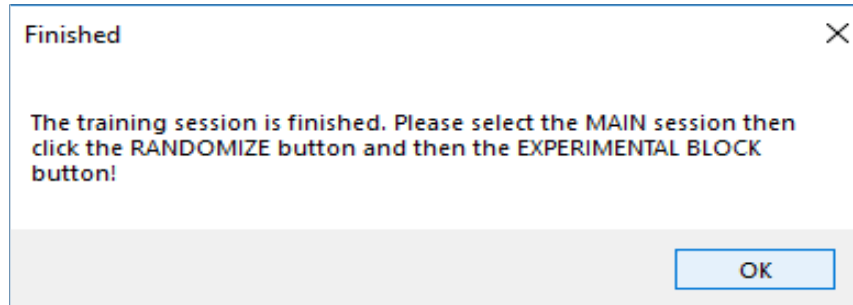 Finished
The training session is finished. Please select the MAIN session then
click the RANDOMIZE button and then the EXPERIMENTAL BLOCK
button!
OK